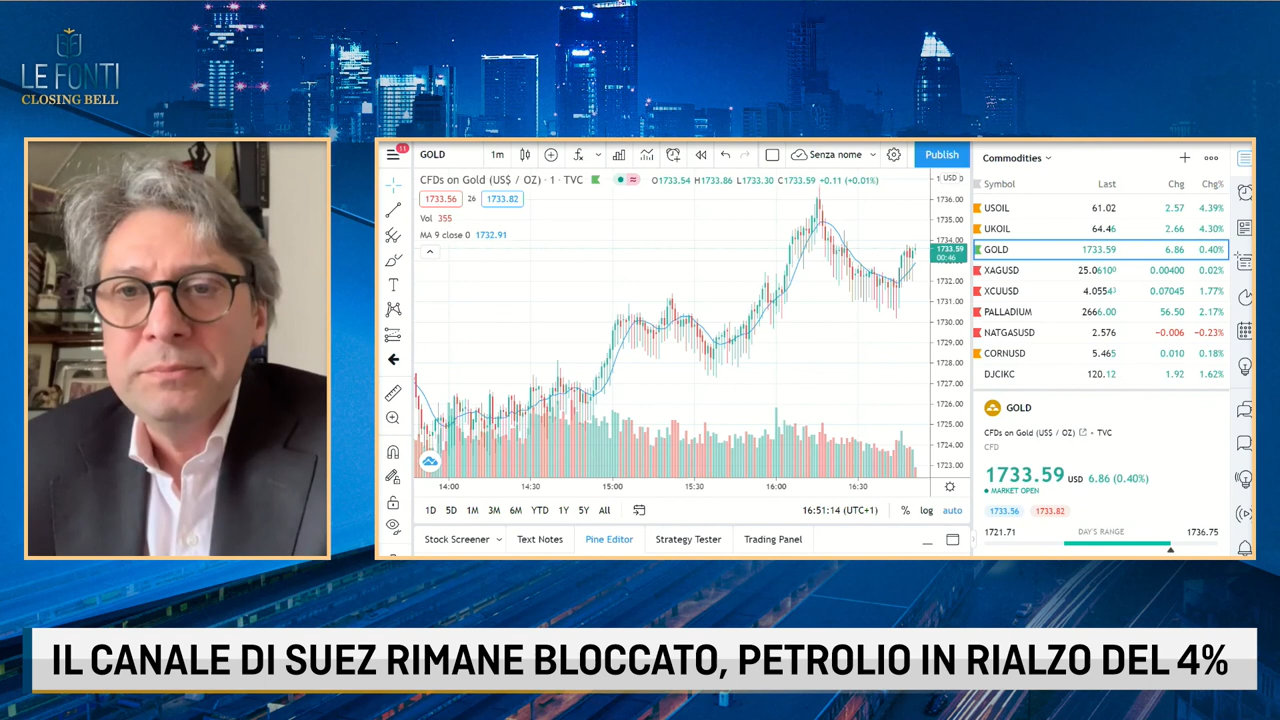 LE FONTI
CLOSING BELL
11
GOLD
1m
Senza nome
Publish
CFDs on Gold (US$ / OZ) · 1 · TVC
O1733.54 H1733.86 L1733.30 C1733.59 +0.11 (+0.01%)
USD
1733.56 26 1733.82
Vol 355
MA 9 close 0 1732.91
1736.00
1735.00
1734.00
1733.59
00:46
1731.00
1730.00
1729.00
1728.00
1727.00
1726.00
1725.00
1724.00
1723.00
14:00 14:30 15:00 15:30 16:00 16:30
1D 5D 1M 3M 6M YTD 1Y 5Y All
16:51:14 (UTC+1) % log auto
Stock Screener Text Notes Pine Editor Strategy Tester Trading Panel
Commodities
Symbol Last Chg Chg%
USOIL 61.02 2.57 4.39%
UKOIL 64.46 2.66 4.30%
GOLD 1733.59 6.86 0.40%
XAGUSD 25.0610⁰ 0.00400 0.02%
XCUUSD 4.0554³ 0.07045 1.77%
PALLADIUM 2666.00 56.50 2.17%
NATGASUSD 2.576 −0.006 −0.23%
CORNUSD 5.465 0.010 0.18%
DJCIKC 120.12 1.92 1.62%
GOLD
CFDs on Gold (US$ / OZ) • TVC
CFD
1733.59 USD 6.86 (0.40%)
MARKET OPEN
1733.56 1733.82
1721.71 DAY'S RANGE 1736.75
IL CANALE DI SUEZ RIMANE BLOCCATO, PETROLIO IN RIALZO DEL 4%